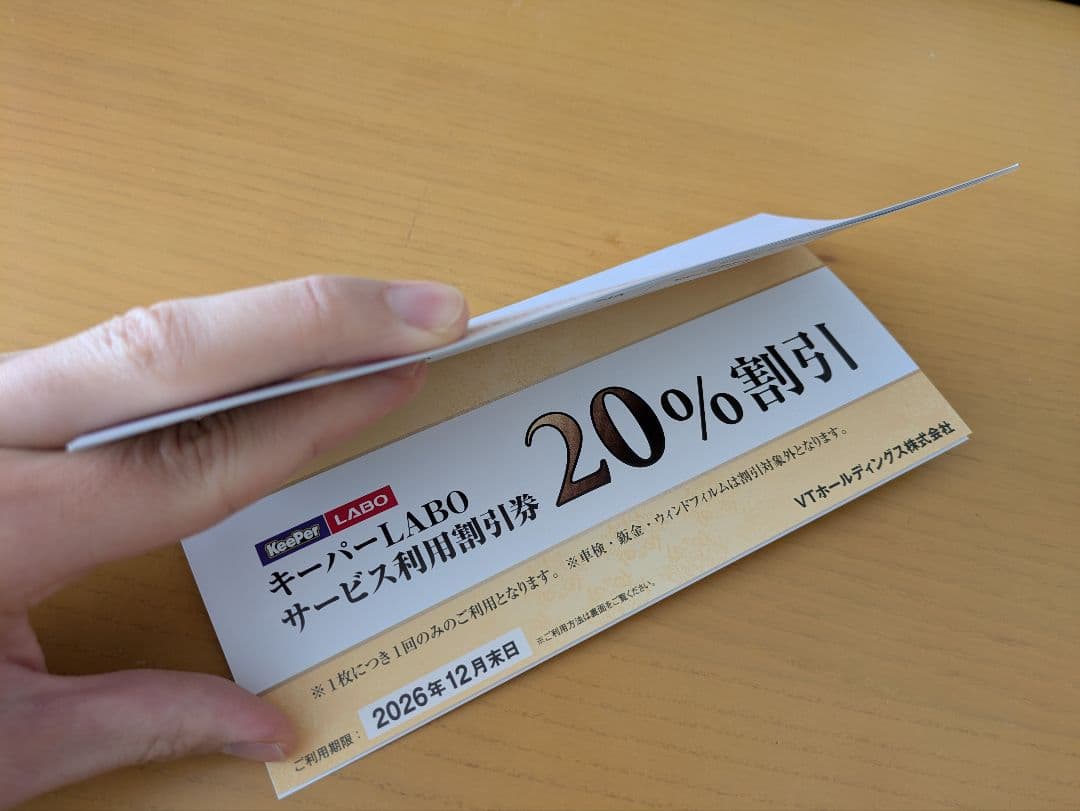 KeePer LABO
キーパーLABO
サービス利用割引券
20%割引
※1枚につき1回のみのご利用となります。※車検・鈑金・ウィンドフィルムは割引対象外となります。
ご利用期限：2026年12月末日
※ご利用方法は裏面をご覧ください。
VTホールディングス株式会社